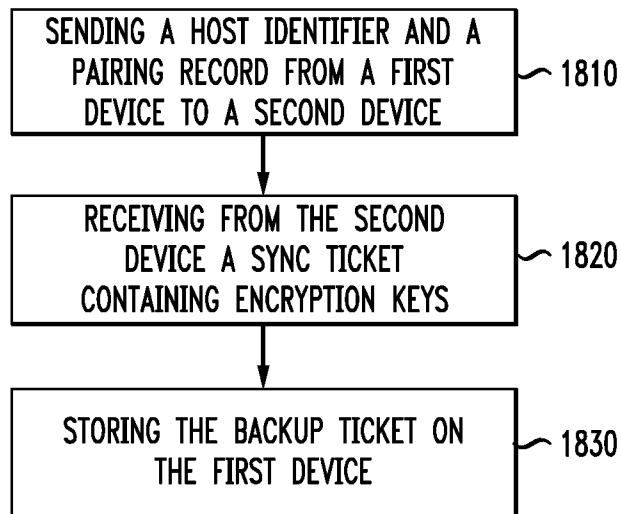 SENDING A HOST IDENTIFIER AND A
PAIRING RECORD FROM A FIRST
DEVICE TO A SECOND DEVICE
1810
RECEIVING FROM THE SECOND
DEVICE A SYNC TICKET
CONTAINING ENCRYPTION KEYS
1820
STORING THE BACKUP TICKET ON
THE FIRST DEVICE
1830